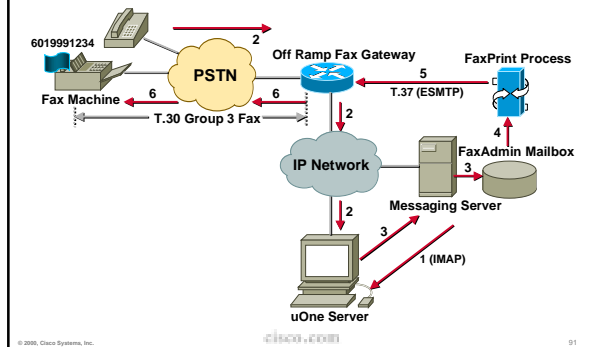 6019991234
2
Off Ramp Fax Gateway
FaxPrint Process
PSTN
5
T.37 (ESMTP)
Fax Machine
6
6
T.30 Group 3 Fax
2
4
FaxAdmin Mailbox
IP Network
3
Messaging Server
2
3
1 (IMAP)
uOne Server
© 2000, Cisco Systems, Inc.
cisco.com
91